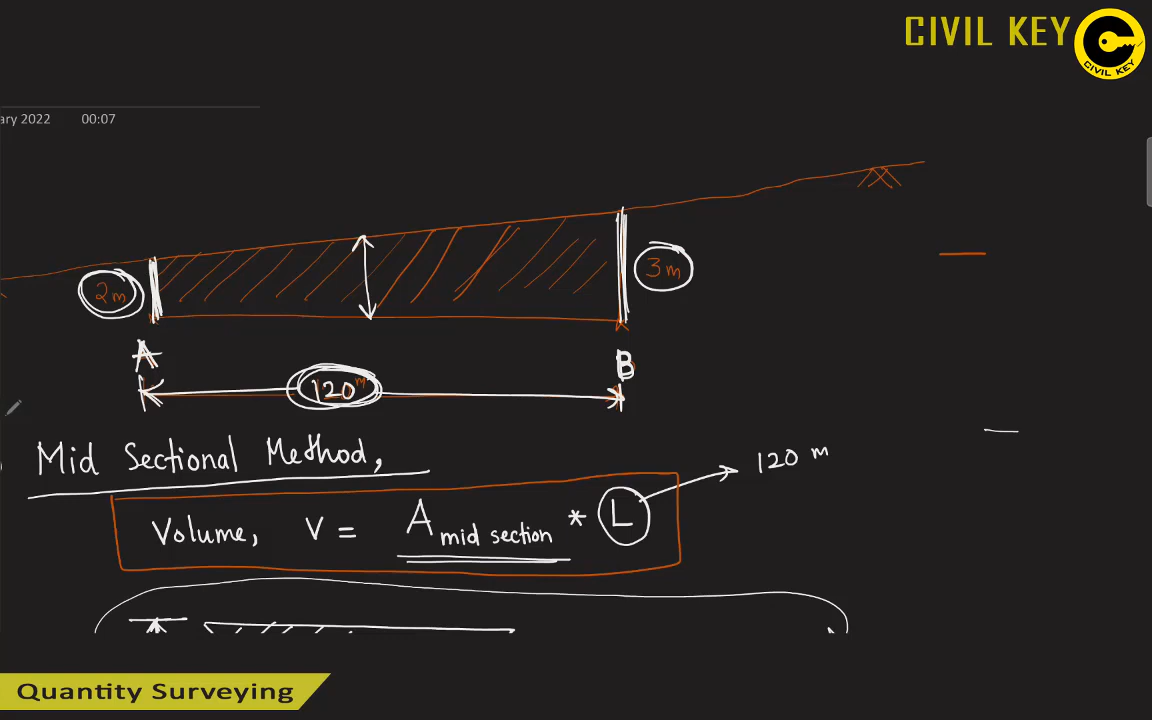 CIVIL KEY
CIVIL KEY
ary 2022 00:07
2m
3m
A
B
120m
Mid Sectional Method,
120 m
Volume, V = A mid section * L
Quantity Surveying